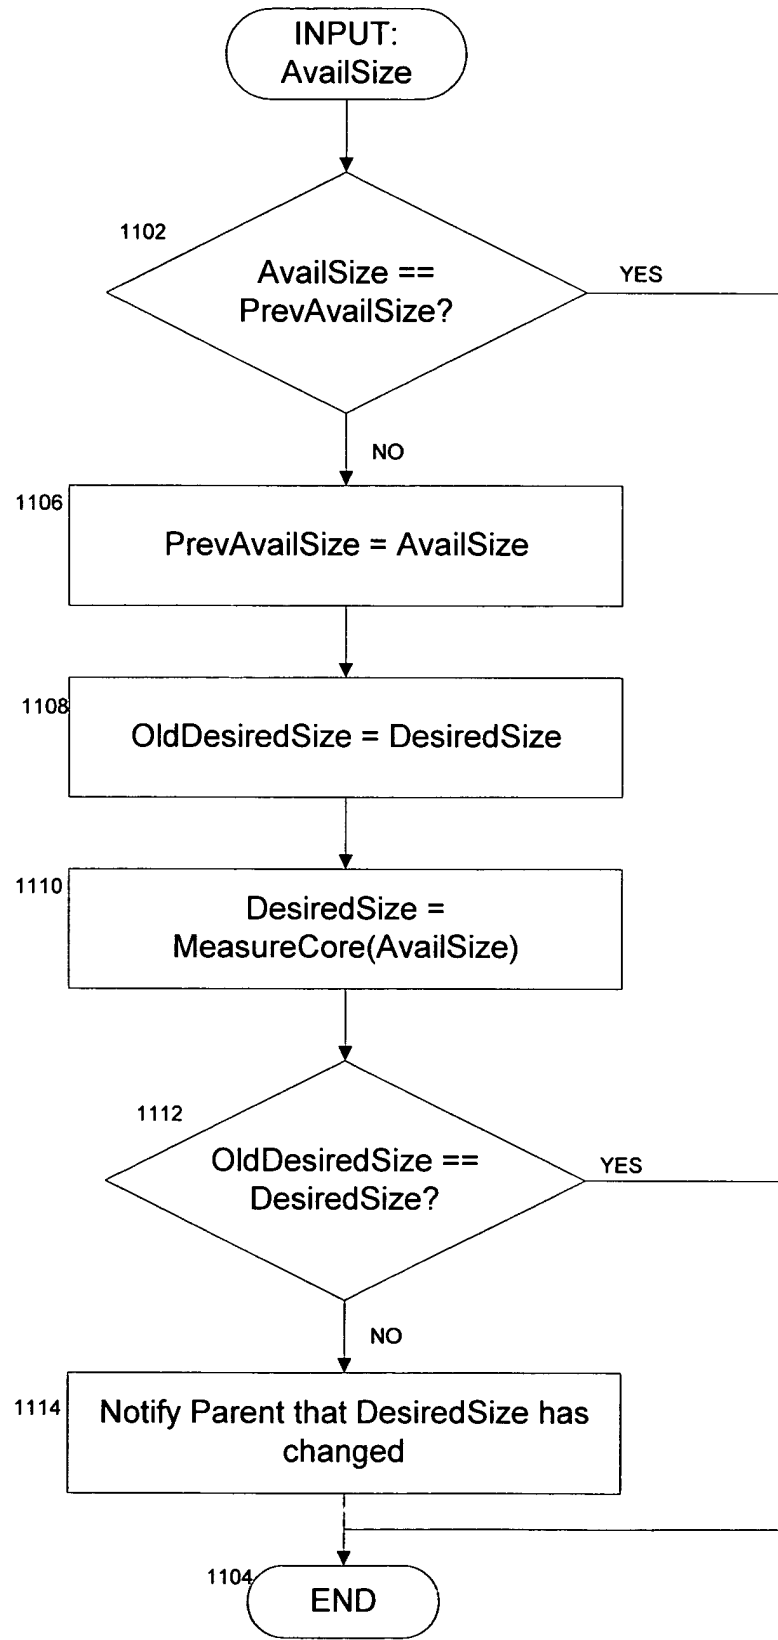 INPUT:
AvailSize
1102
AvailSize ==
PrevAvailSize?
YES
NO
1106
PrevAvailSize = AvailSize
1108
OldDesiredSize = DesiredSize
1110
DesiredSize =
MeasureCore(AvailSize)
1112
OldDesiredSize ==
DesiredSize?
YES
NO
1114
Notify Parent that DesiredSize has
changed
1104
END